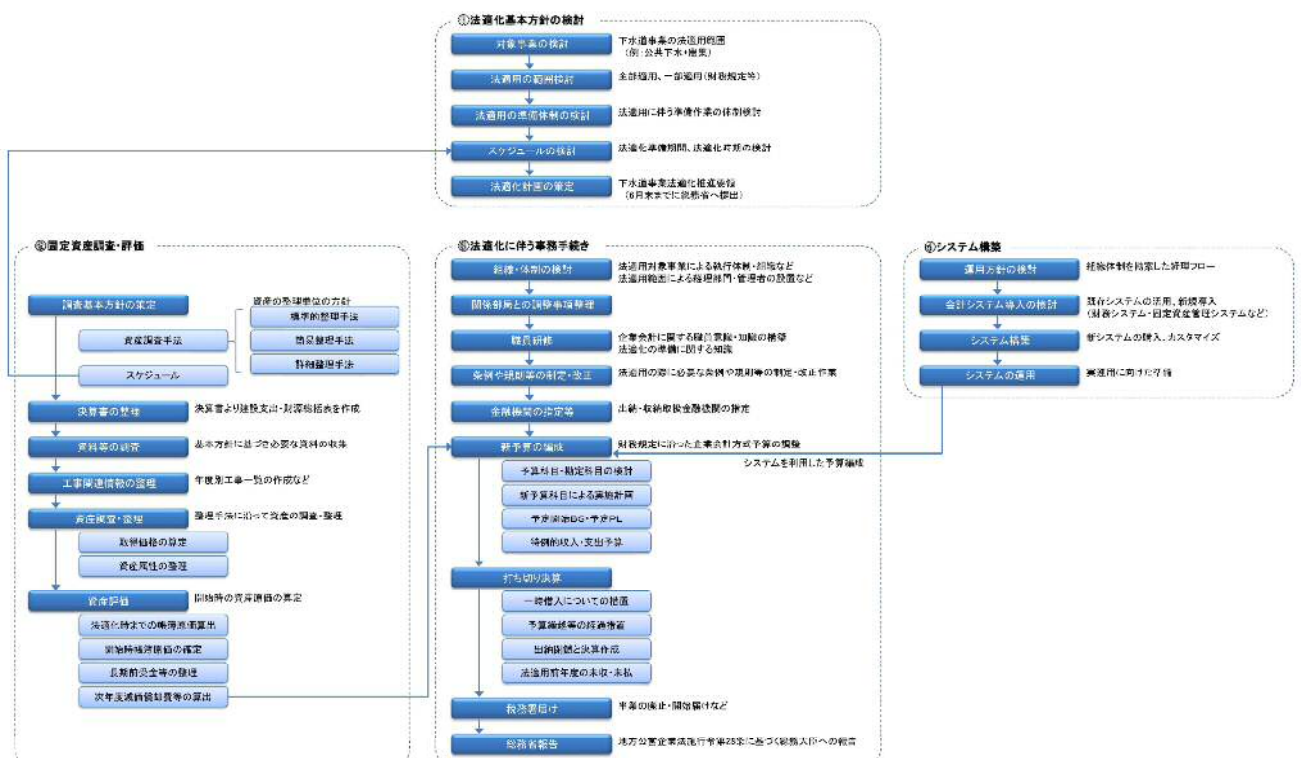 ①法適化基本方針の検討
対象事業の検討
下水道事業の法適用範囲
(例:公共下水+農集)
法適用の範囲検討
全部適用、一部適用(財務規定等)
法適用の準備体制の検討
法適用に伴う準備作業の体制検討
スケジュールの検討
法適化準備期間、法適化時期の検討
法適化計画の策定
下水道事業法適化推進要領
(6月末までに総務省へ提出)
②固定資産調査・評価
調査基本方針の策定
資産の整理単位の方針
資産調査手法
標準的整理手法
簡易整理手法
詳細整理手法
スケジュール
決算書の整理
決算書より建設支出・財源総括表を作成
資料等の調査
基本方針に基づき必要な資料の収集
工事関連情報の整理
年度別工事一覧の作成など
資産調査・整理
整理手法に沿って資産の調査・整理
取得価格の算定
資産属性の整理
資産評価
開始時の資産原価の算定
法適化時までの帳簿原価算出
開始時帳簿原価の確定
長期前受金等の整理
次年度減価償却費等の算出
法適化に伴う事務手続き
組織・体制の検討
法適用対象事業による執行体制・組織など
法適用範囲による経理部門・管理者の設置など
関係部局との調整事項整理
職員研修
企業会計に関する職員意識・知識の構築
法適化の準備に関する知識
条例や規則等の制定・改正
法適用の際に必要な条例や規則等の制定・改正作業
金融機関の指定等
出納・収納取扱金融機関の指定
新予算の編成
財務規定に沿った企業会計方式予算の調製
予算科目・勘定科目の検討
新予算科目による実施計画
予定開始BS・予定PL
特例的収入・支出予算
打ち切り決算
一時借入についての措置
予算繰越等の経過措置
出納閉鎖と決算作成
法適用前年度の未収・未払
税務署届け
事業の廃止・開始届けなど
総務省報告
地方公営企業法施行令第28条に基づく総務大臣への報告
④システム構築
運用方針の検討
組織体制を勘案した経理フロー
会計システム導入の検討
既存システムの活用、新規導入
(財務システム・固定資産管理システムなど)
システム構築
新システムの購入、カスタマイズ
システムの運用
実運用に向けた準備
システムを利用した予算編成